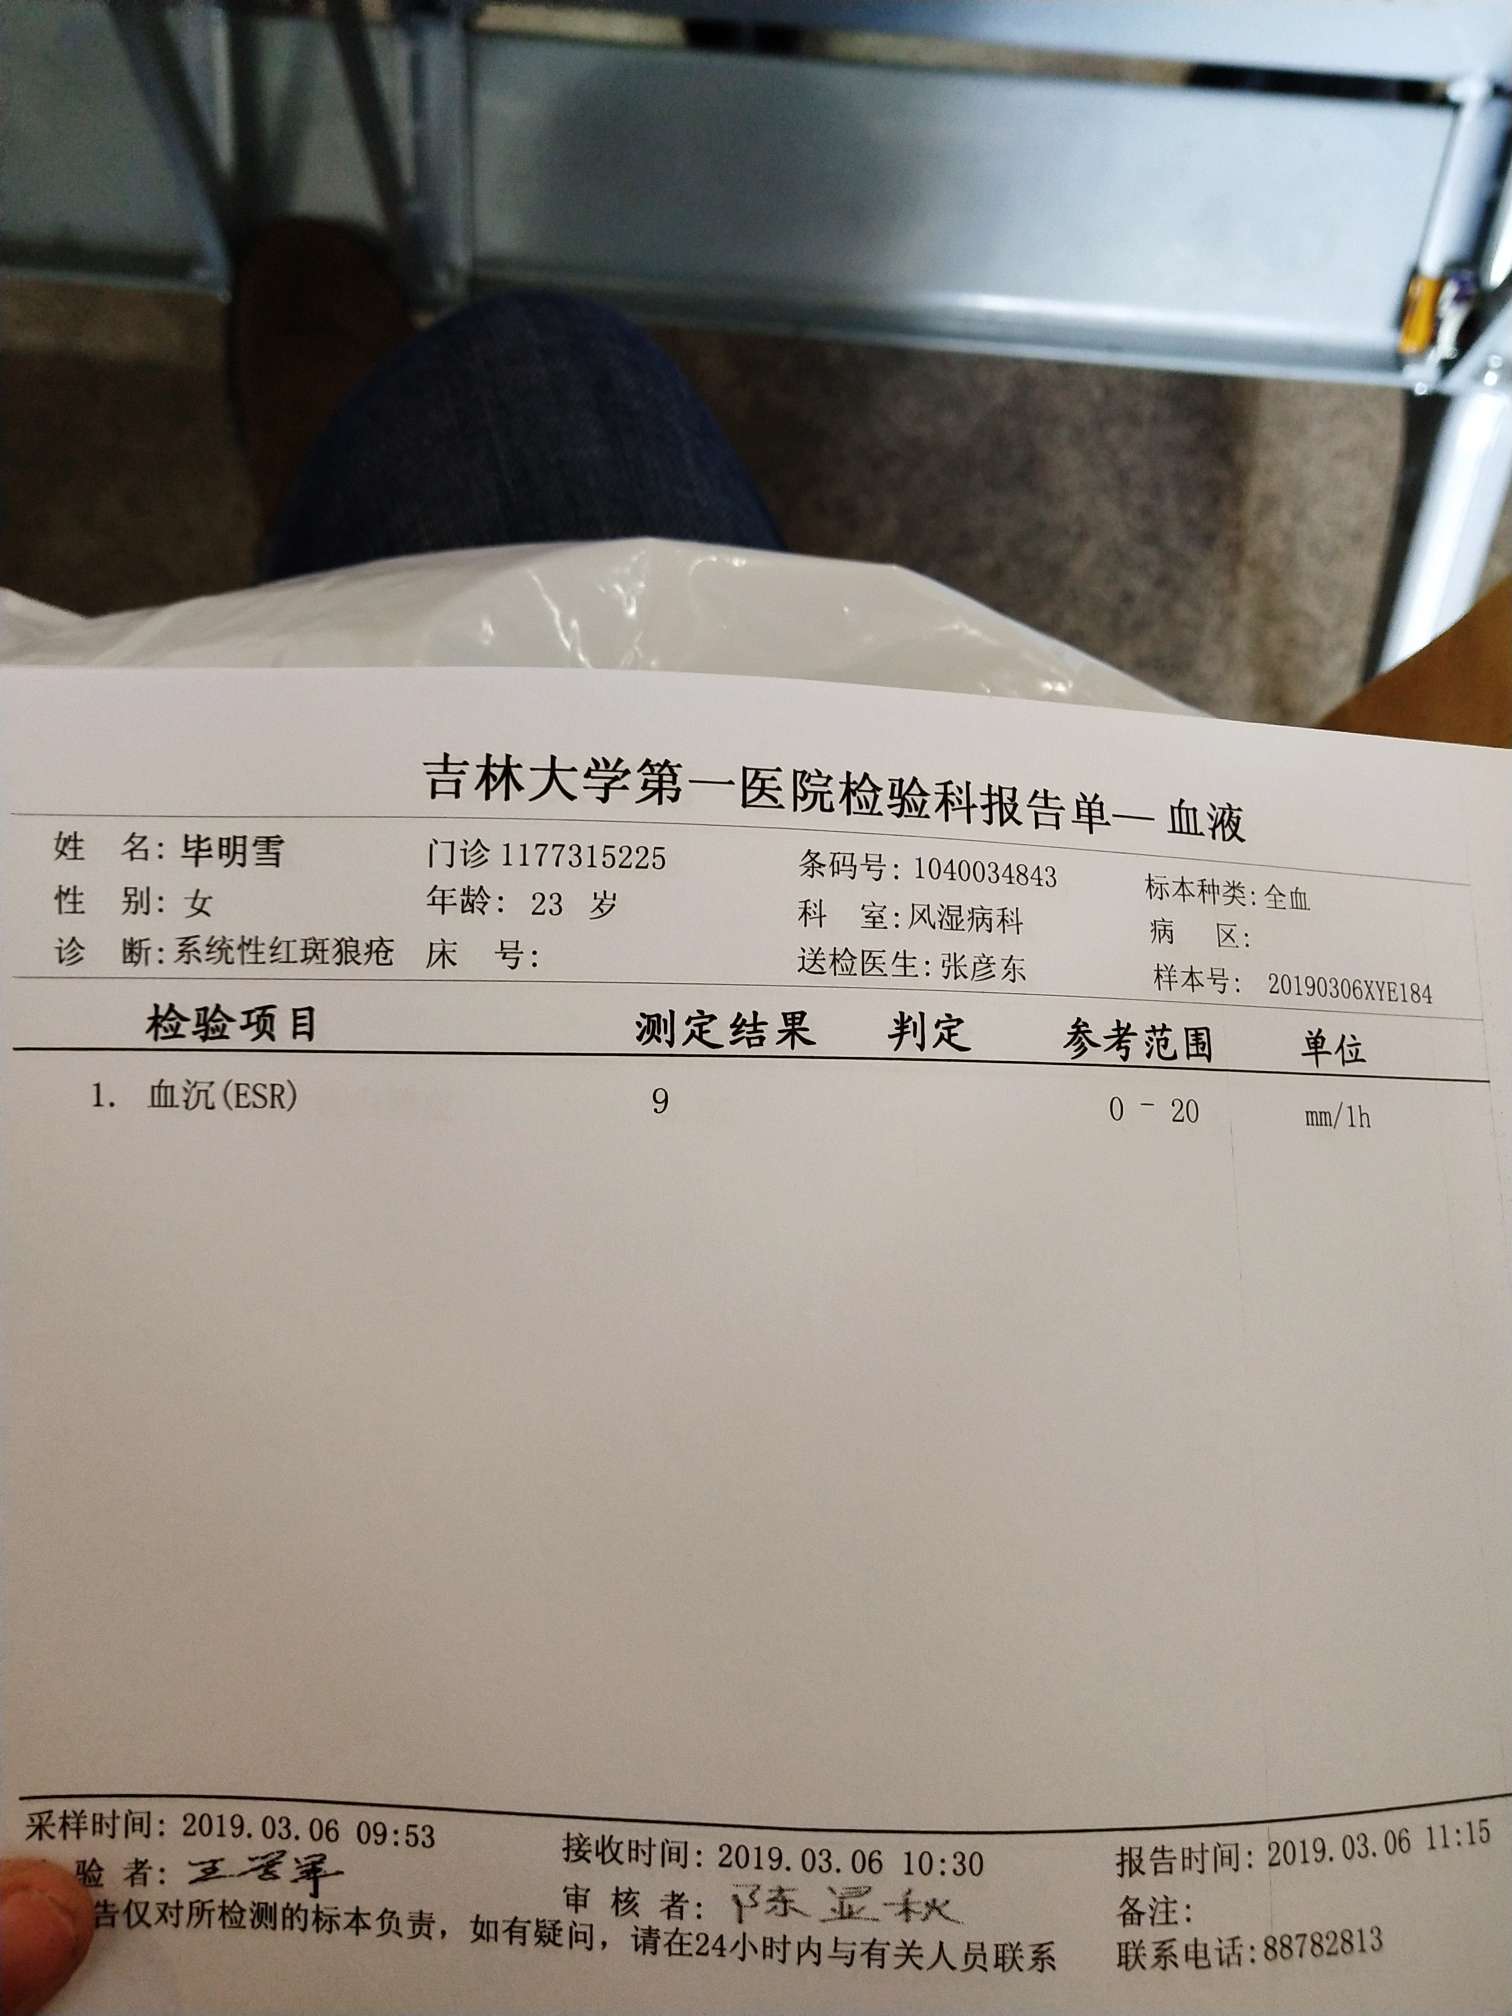 吉林大学第一医院检验科报告单—血液
姓 名: 毕明雪 门诊 1177315225 条码号: 1040034843 标本种类: 全血
性 别: 女 年龄: 23 岁 科 室: 风湿病科 病 区:
诊 断: 系统性红斑狼疮 床 号: 送检医生: 张彦东 样本号: 20190306XYE184
检验项目 测定结果 判定 参考范围 单位
1. 血沉(ESR) 9 0 - 20 mm/1h
采样时间: 2019.03.06 09:53 接收时间: 2019.03.06 10:30 报告时间: 2019.03.06 11:15
验 者: 审 核 者: 陈显秋 备注:
告仅对所检测的标本负责，如有疑问，请在24小时内与有关人员联系 联系电话: 88782813